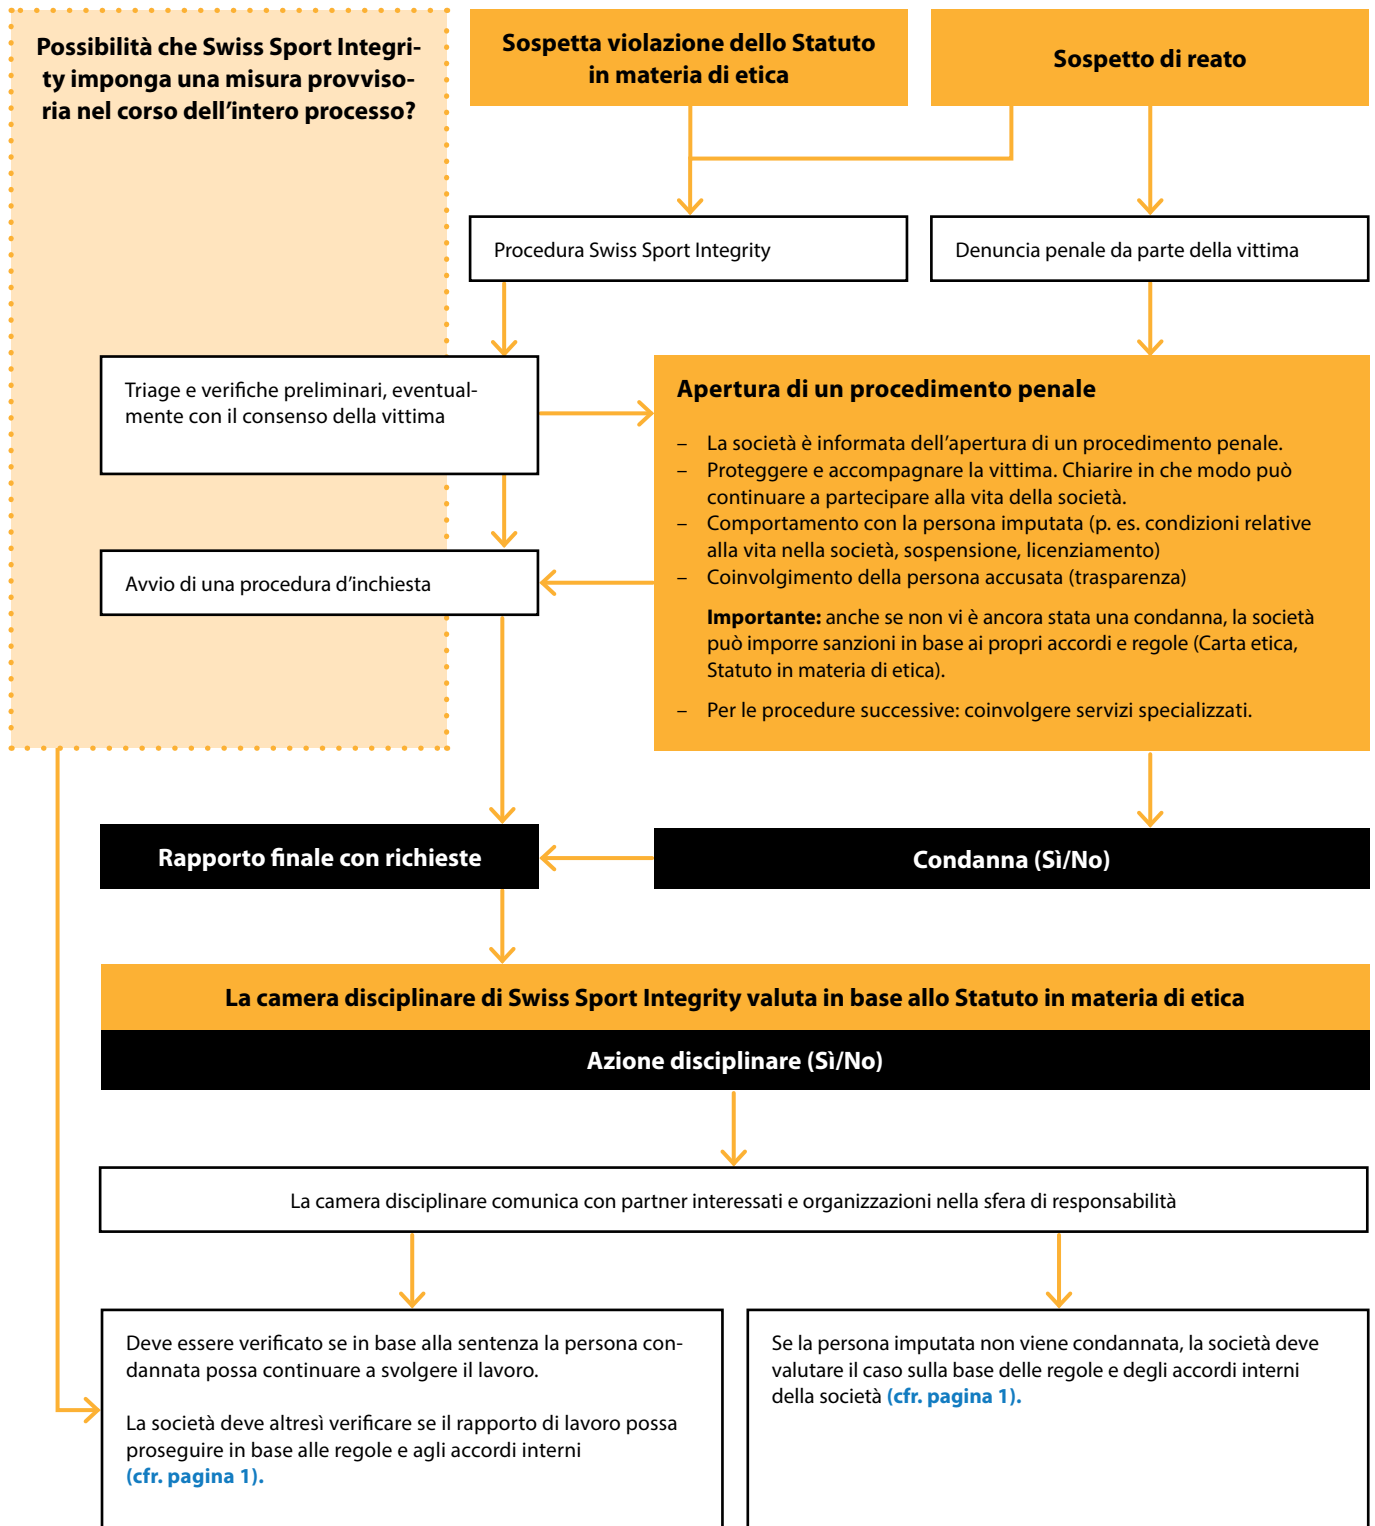 Possibilità che Swiss Sport Integri-
ty imponga una misura provviso-
ria nel corso dell'intero processo?
Sospetta violazione dello Statuto
in materia di etica
Sospetto di reato
Procedura Swiss Sport Integrity
Denuncia penale da parte della vittima
Triage e verifiche preliminari, eventual-
mente con il consenso della vittima
Apertura di un procedimento penale
– La società è informata dell'apertura di un procedimento penale.
– Proteggere e accompagnare la vittima. Chiarire in che modo può
continuare a partecipare alla vita della società.
– Comportamento con la persona imputata (p. es. condizioni relative
alla vita nella società, sospensione, licenziamento)
– Coinvolgimento della persona accusata (trasparenza)
Importante: anche se non vi è ancora stata una condanna, la società
può imporre sanzioni in base ai propri accordi e regole (Carta etica,
Statuto in materia di etica).
– Per le procedure successive: coinvolgere servizi specializzati.
Avvio di una procedura d'inchiesta
Rapporto finale con richieste
Condanna (Sì/No)
La camera disciplinare di Swiss Sport Integrity valuta in base allo Statuto in materia di etica
Azione disciplinare (Sì/No)
La camera disciplinare comunica con partner interessati e organizzazioni nella sfera di responsabilità
Deve essere verificato se in base alla sentenza la persona con-
dannata possa continuare a svolgere il lavoro.
La società deve altresì verificare se il rapporto di lavoro possa
proseguire in base alle regole e agli accordi interni
(cfr. pagina 1).
Se la persona imputata non viene condannata, la società deve
valutare il caso sulla base delle regole e degli accordi interni
della società (cfr. pagina 1).